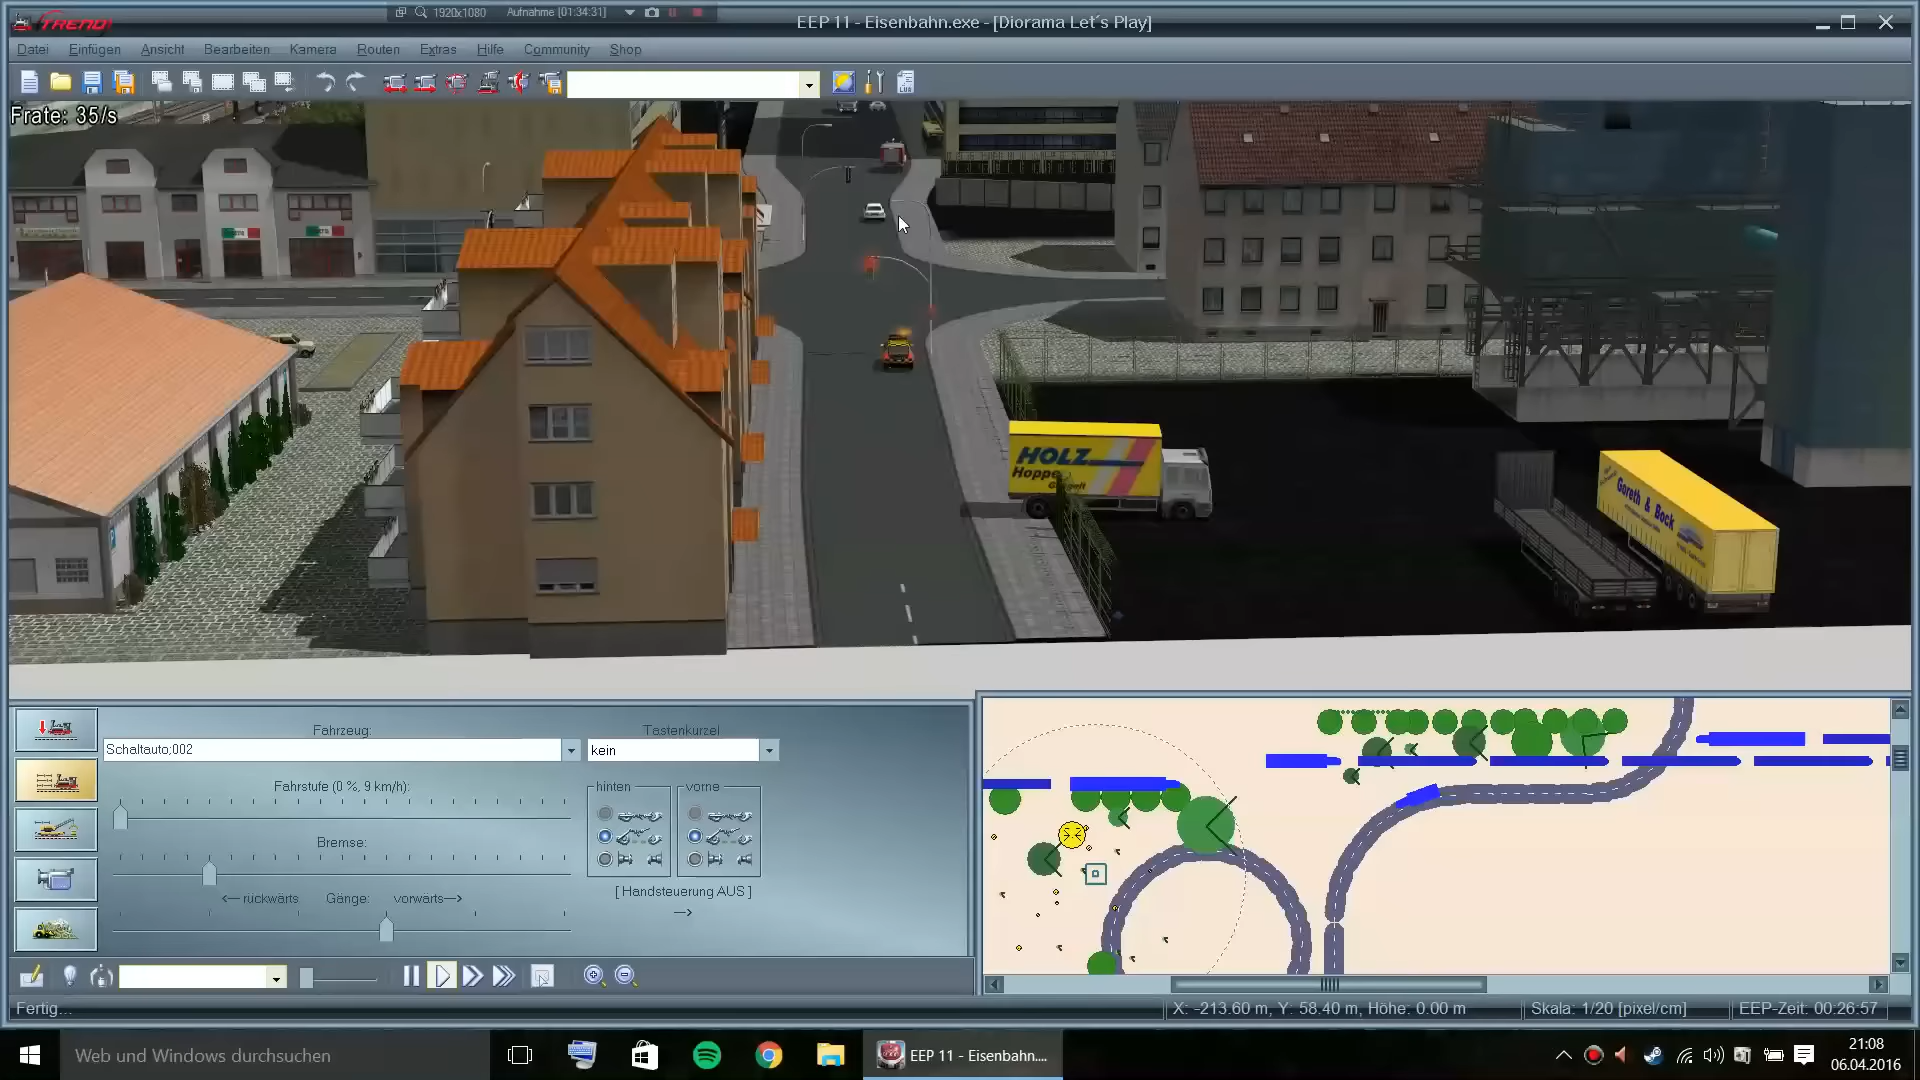 1920x1080
Aufnahme [01:34:31]
TREND
EEP 11 - Eisenbahn.exe - [Diorama Let´s Play]
Datei Einfügen Ansicht Bearbeiten Kamera Routen Extras Hilfe Community Shop
LUA
Frate: 35/s
HOLZ
Hoppe
Goreth & Bock
Fahrzeug:
Tastenkürzel
Schaltauto;002
kein
Fahrstufe (0 %, 9 km/h):
hinten
vorne
Bremse:
[ Handsteuerung AUS ]
<— rückwärts Gänge: vorwärts—>
—>
Fertig...
X: -213.60 m, Y: 58.40 m, Höhe: 0.00 m
Skala: 1/20 [pixel/cm]
EEP-Zeit: 00:26:57
Web und Windows durchsuchen
EEP 11 - Eisenbahn....
21:08
06.04.2016